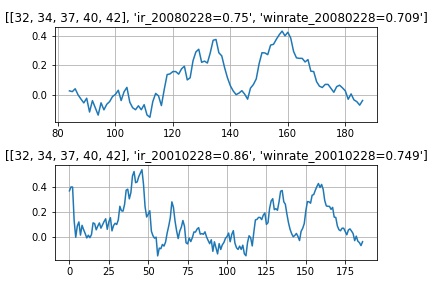 [[32, 34, 37, 40, 42], 'ir_20080228=0.75', 'winrate_20080228=0.709']
0.4
0.2
0.0
80 100 120 140 160 180
[[32, 34, 37, 40, 42], 'ir_20010228=0.86', 'winrate_20010228=0.749']
0.4
0.2
0.0
0 25 50 75 100 125 150 175